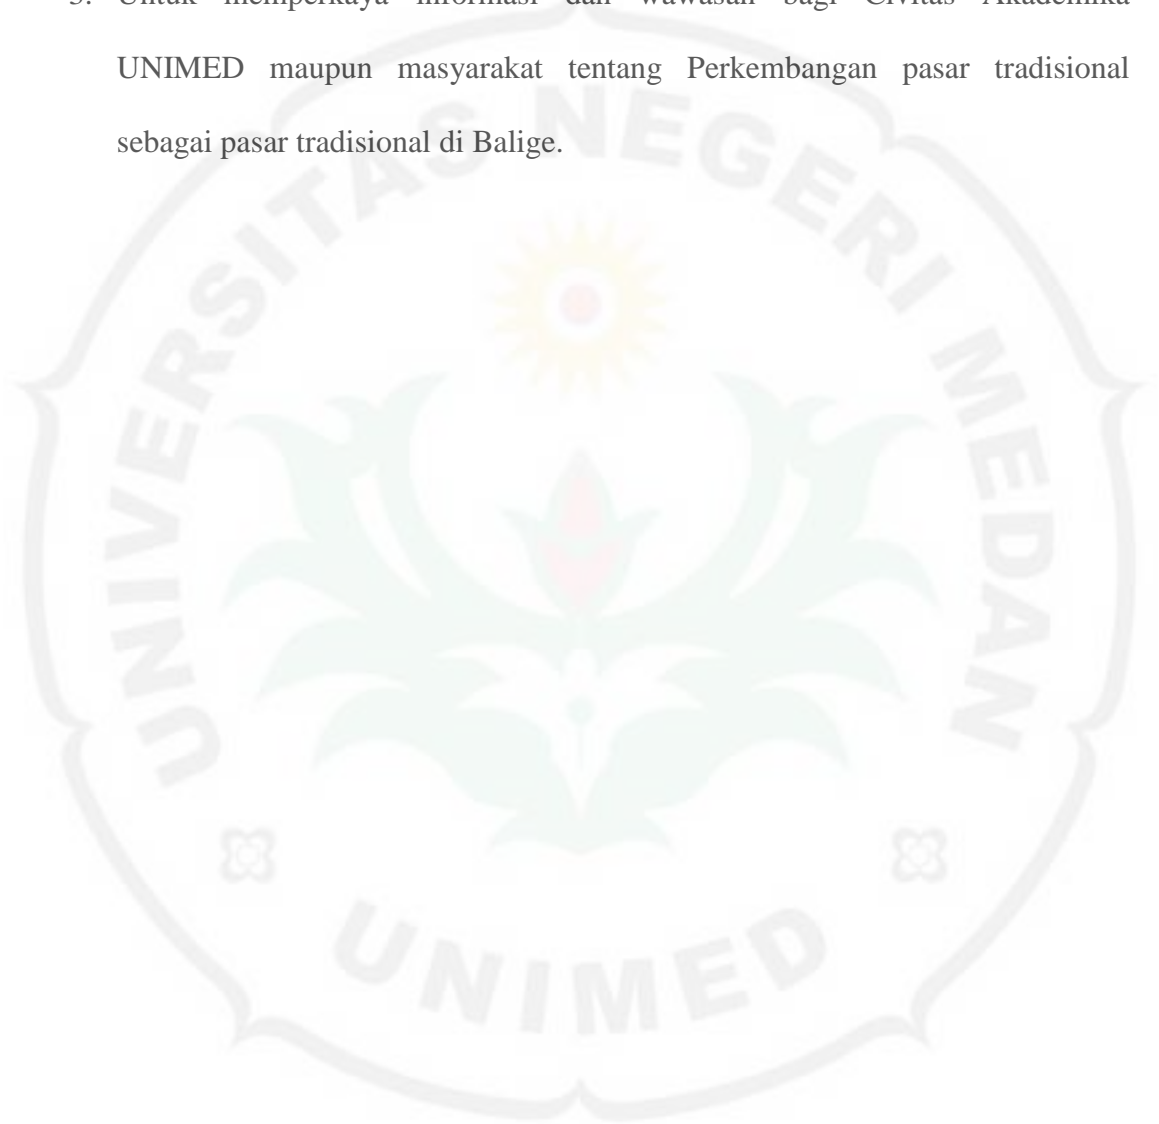 Untuk memperkaya informasi dan wawasan bagi Civitas Akademika
UNIMED maupun masyarakat tentang Perkembangan pasar tradisional
sebagai pasar tradisional di Balige.
UNIVERSITAS NEGERI MEDAN
UNIMED